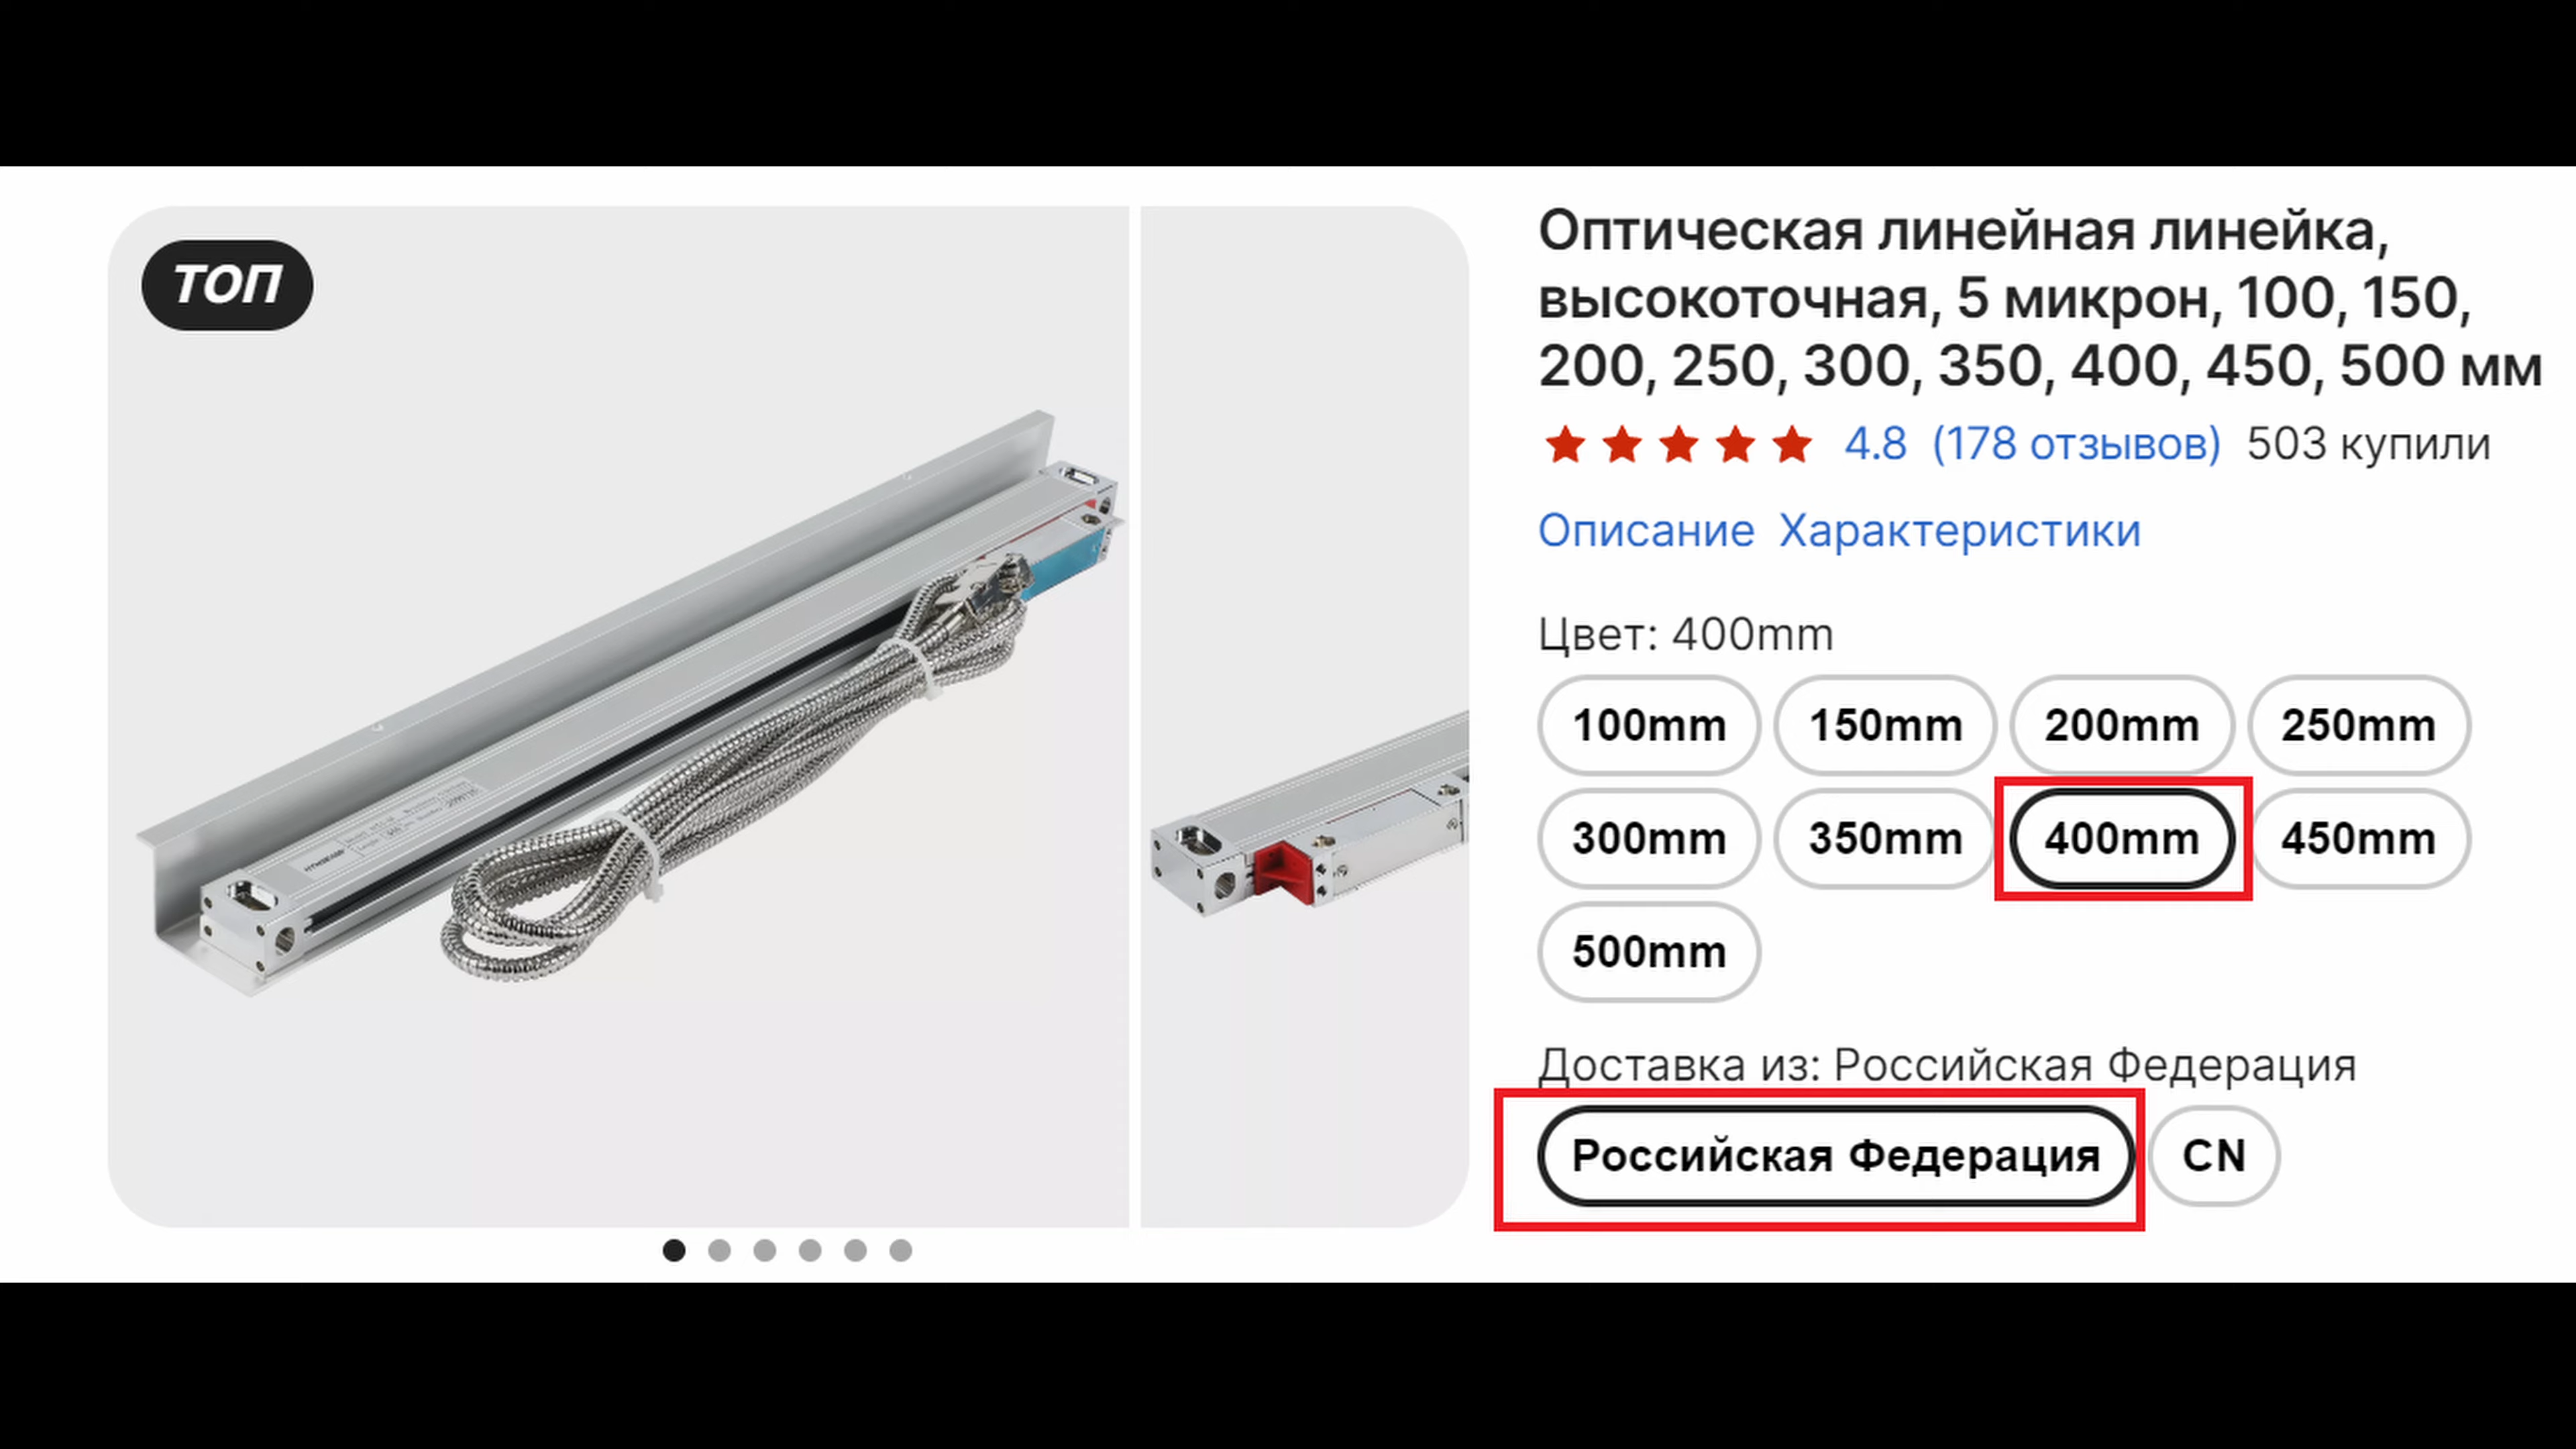 ТОП
Оптическая линейная линейка,
высокоточная, 5 микрон, 100, 150,
200, 250, 300, 350, 400, 450, 500 мм
4.8 (178 отзывов) 503 купили
Описание Характеристики
Цвет: 400mm
100mm 150mm 200mm 250mm
300mm 350mm 400mm 450mm
500mm
Доставка из: Российская Федерация
Российская Федерация CN